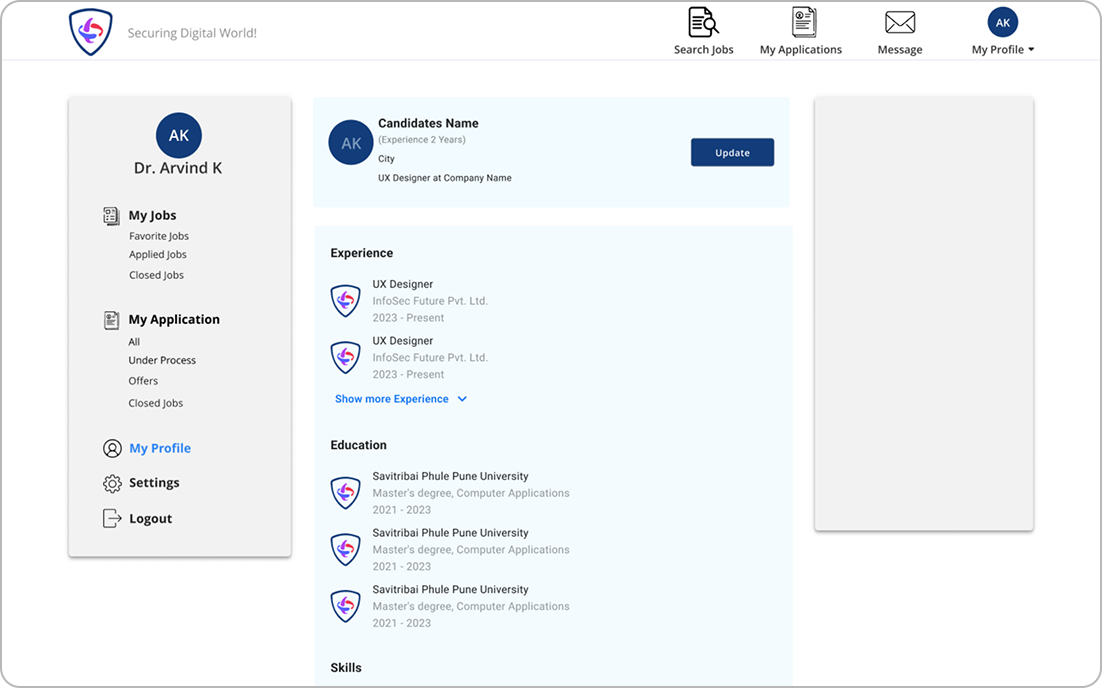 Securing Digital World!
Search Jobs
My Applications
Message
AK
My Profile
AK
Dr. Arvind K
My Jobs
Favorite Jobs
Applied Jobs
Closed Jobs
My Application
All
Under Process
Offers
Closed Jobs
My Profile
Settings
Logout
AK
Candidates Name
(Experience 2 Years)
City
UX Designer at Company Name
Update
Experience
UX Designer
InfoSec Future Pvt. Ltd.
2023 - Present
UX Designer
InfoSec Future Pvt. Ltd.
2023 - Present
Show more Experience
Education
Savitribai Phule Pune University
Master's degree, Computer Applications
2021 - 2023
Savitribai Phule Pune University
Master's degree, Computer Applications
2021 - 2023
Savitribai Phule Pune University
Master's degree, Computer Applications
2021 - 2023
Skills